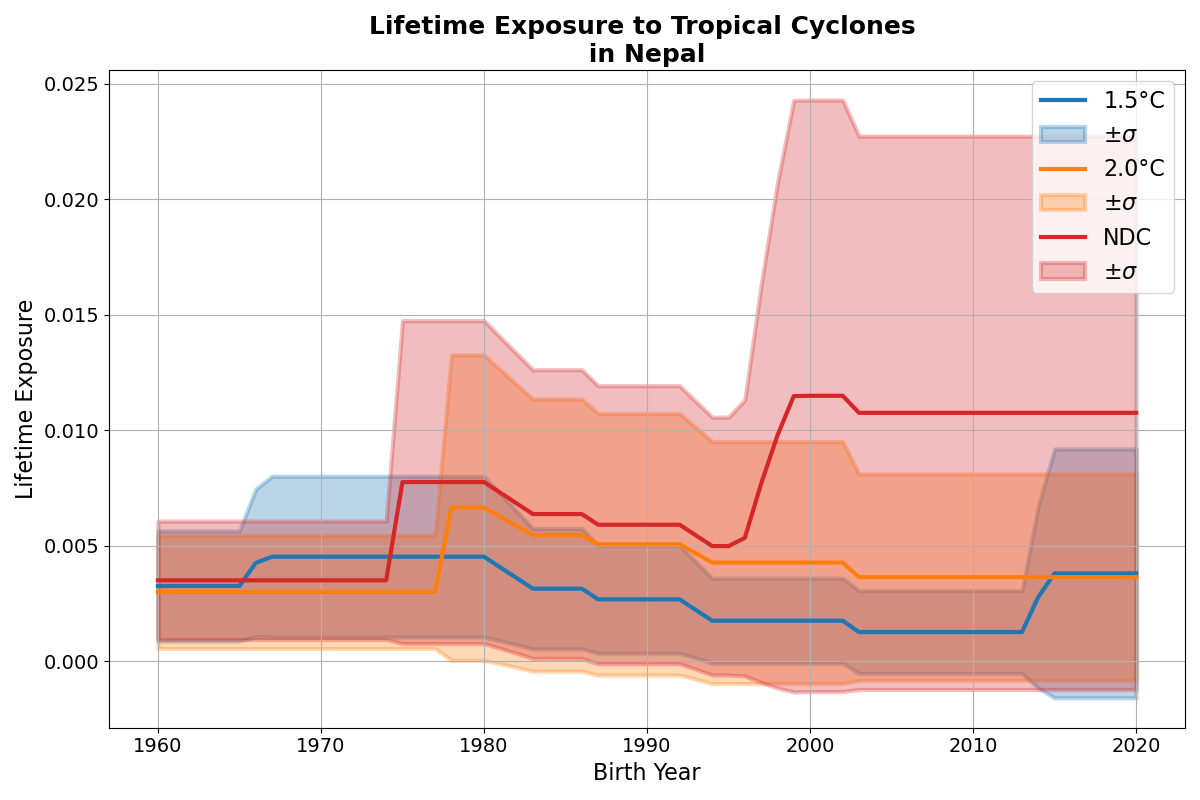 Lifetime Exposure to Tropical Cyclones
in Nepal
0.025
0.020
0.015
0.010
0.005
0.000
Lifetime Exposure
1.5°C
±σ
2.0°C
±σ
NDC
±σ
1960 1970 1980 1990 2000 2010 2020
Birth Year